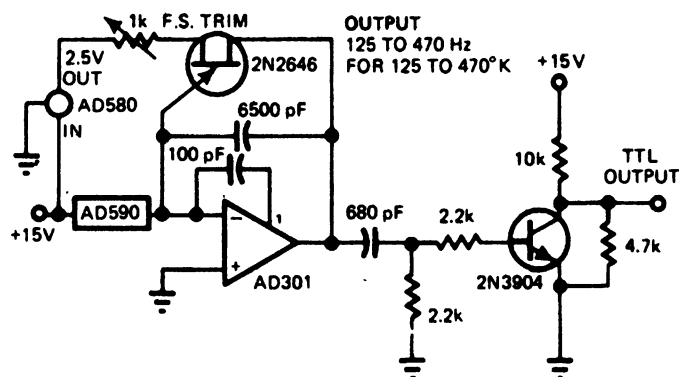 1k F.S. TRIM
OUTPUT
125 TO 470 Hz
FOR 125 TO 470°K
2N2646
2.5V
OUT
AD580
IN
6500 pF
100 pF
+15V
AD590
−
1
+
AD301
680 pF
2.2k
2.2k
+15V
10k
TTL
OUTPUT
4.7k
2N3904